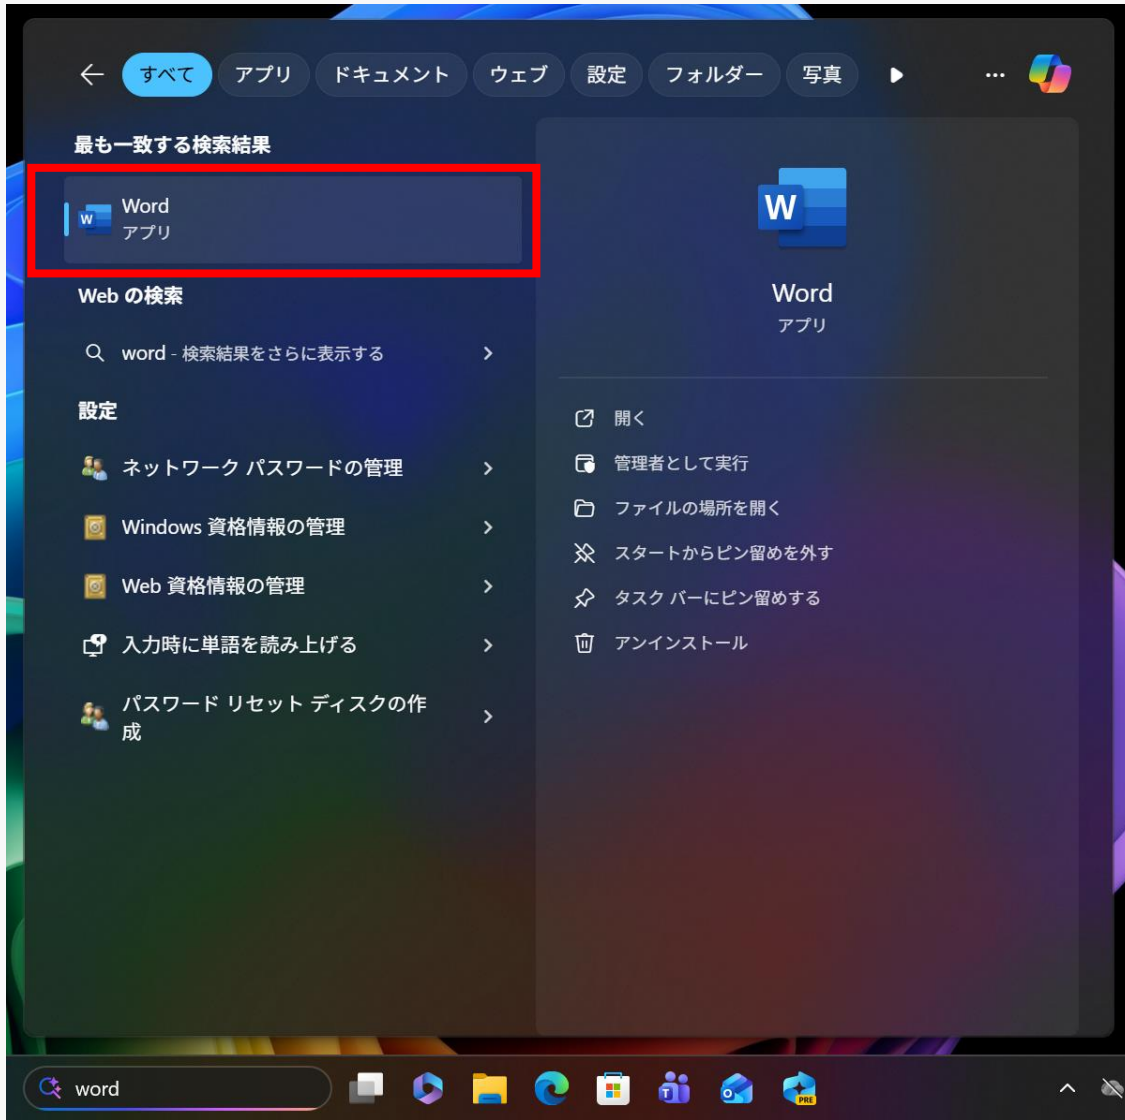 すべて アプリ ドキュメント ウェブ 設定 フォルダー 写真
最も一致する検索結果
Word
アプリ
Web の検索
word - 検索結果をさらに表示する
設定
ネットワーク パスワードの管理
Windows 資格情報の管理
Web 資格情報の管理
入力時に単語を読み上げる
パスワード リセット ディスクの作
成
W
Word
アプリ
開く
管理者として実行
ファイルの場所を開く
スタートからピン留めを外す
タスク バーにピン留めする
アンインストール
word
PRE